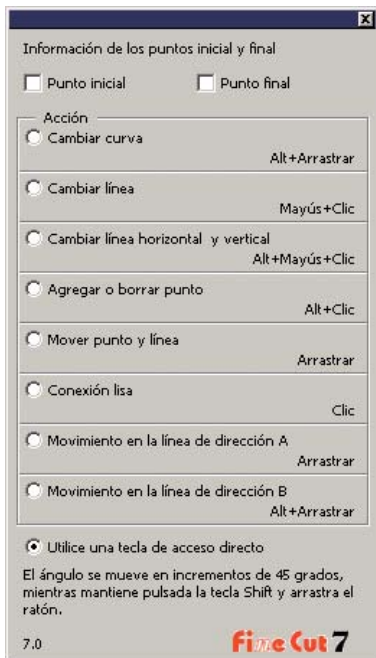 Información de los puntos inicial y final
Punto inicial Punto final
Acción
Cambiar curva
Alt+Arrastrar
Cambiar línea
Mayús+Clic
Cambiar línea horizontal y vertical
Alt+Mayús+Clic
Agregar o borrar punto
Alt+Clic
Mover punto y línea
Arrastrar
Conexión lisa
Clic
Movimiento en la línea de dirección A
Arrastrar
Movimiento en la línea de dirección B
Alt+Arrastrar
Utilice una tecla de acceso directo
El ángulo se mueve en incrementos de 45 grados,
mientras mantiene pulsada la tecla Shift y arrastra el
ratón.
7.0 Fine Cut 7